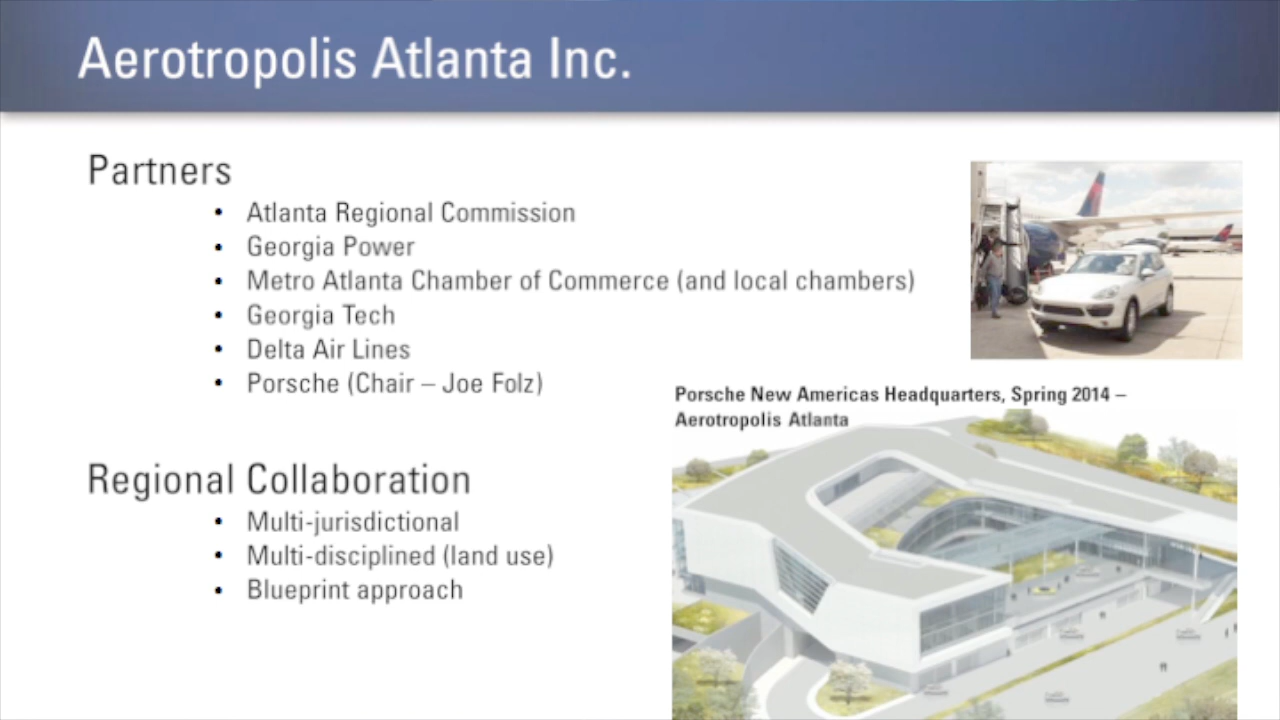 Aerotropolis Atlanta Inc.
Partners
• Atlanta Regional Commission
• Georgia Power
• Metro Atlanta Chamber of Commerce (and local chambers)
• Georgia Tech
• Delta Air Lines
• Porsche (Chair – Joe Folz)
Porsche New Americas Headquarters, Spring 2014 –
Aerotropolis Atlanta
Regional Collaboration
• Multi-jurisdictional
• Multi-disciplined (land use)
• Blueprint approach